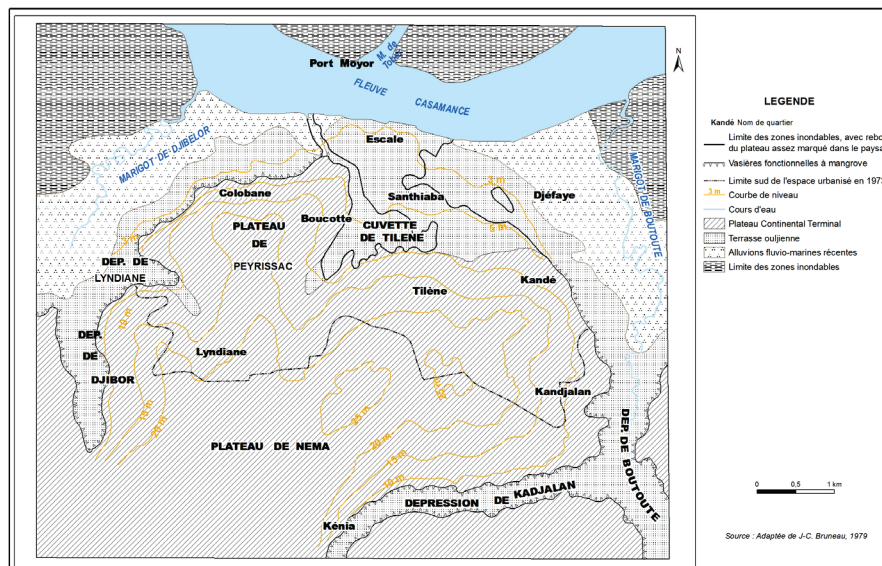 Port Moyor
M. de
Tobor
FLEUVE
CASAMANCE
N
Escale
MARIGOT DE DJIBELOR
MARIGOT DE BOUTOUTE
Colobane
Santhiaba
3 m
Djéfaye
PLATEAU
DE
PEYRISSAC
Boucotte
CUVETTE
DE TILENE
DEP. DE
LYNDIANE
Kandé
Tilène
10 m
DEP.
DE
DJIBOR
Lyndiane
Kandjalan
15 m
20 m
25 m
20 m
15 m
10 m
PLATEAU DE NEMA
DEP. DE BOUTOUTE
DEPRESSION DE KADJALAN
Kénia
LEGENDE
Kandé Nom de quartier
Limite des zones inondables, avec rebo
du plateau assez marqué dans le paysa
Vasières fonctionnelles à mangrove
Limite sud de l'espace urbanisé en 197
3 m Courbe de niveau
Cours d'eau
Plateau Continental Terminal
Terrasse ouljienne
Alluvions fluvio-marines récentes
Limite des zones inondables
0 0,5 1 km
Source : Adaptée de J-C. Bruneau, 1979